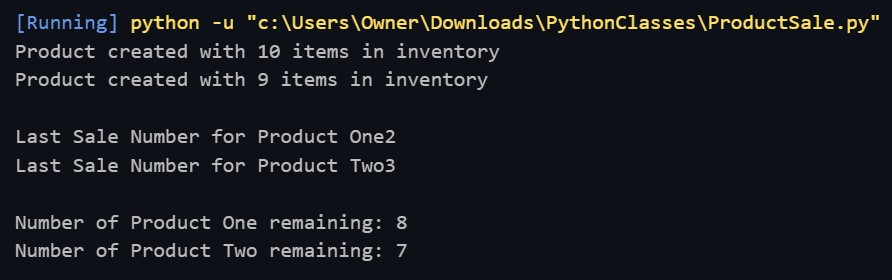 [Running] python -u "c:\Users\Owner\Downloads\PythonClasses\ProductSale.py"
Product created with 10 items in inventory
Product created with 9 items in inventory
Last Sale Number for Product One2
Last Sale Number for Product Two3
Number of Product One remaining: 8
Number of Product Two remaining: 7